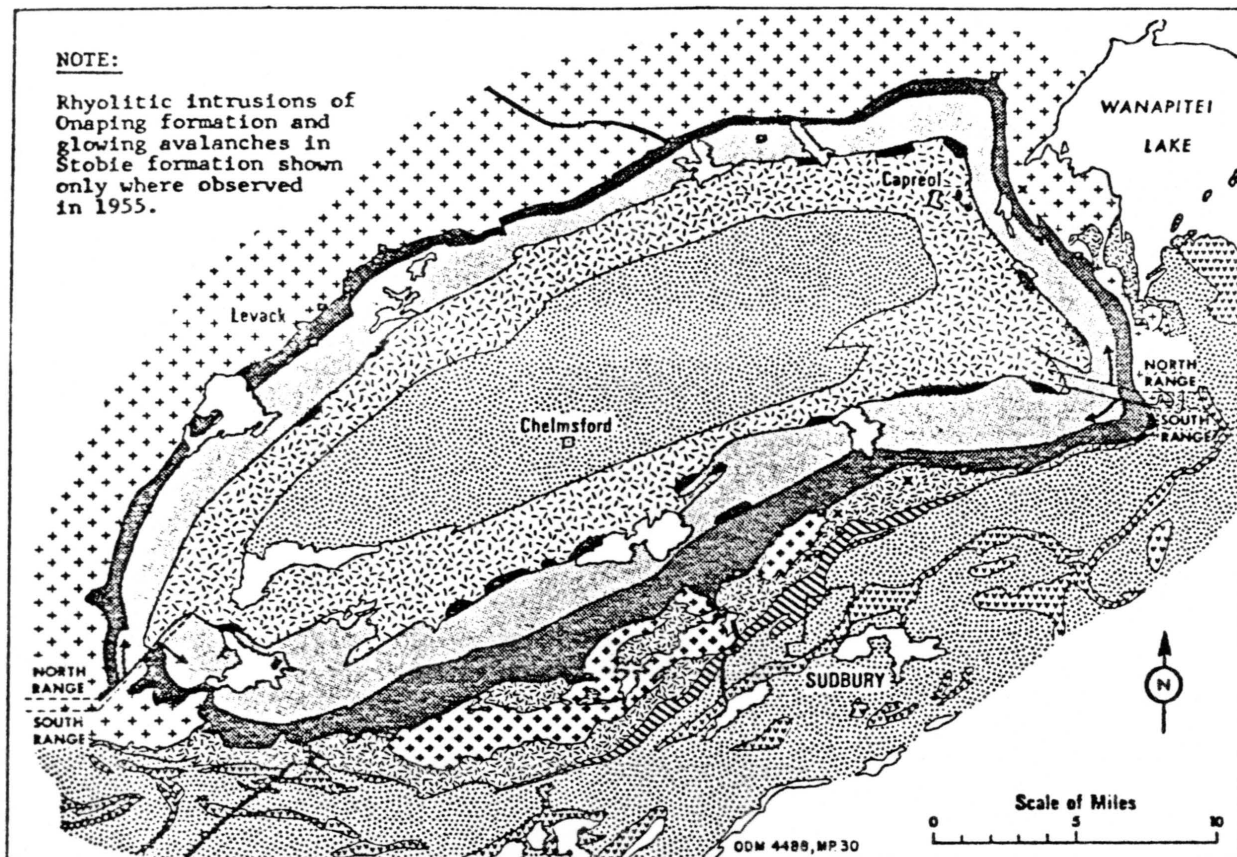 NOTE:
Rhyolitic intrusions of
Onaping formation and
glowing avalanches in
Stobie formation shown
only where observed
in 1955.
WANAPITEI
LAKE
Capreol
Levack
NORTH
RANGE
SOUTH
RANGE
Chelmsford
NORTH
RANGE
SOUTH
RANGE
SUDBURY
N
Scale of Miles
0 5 10
ODM 4488, MP. 30